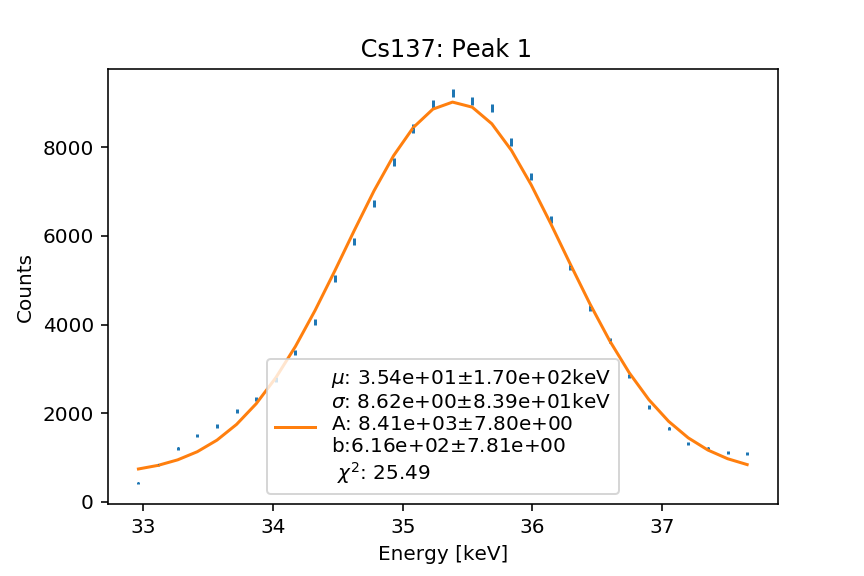 Cs137: Peak 1
8000
6000
4000
2000
0
Counts
μ: 3.54e+01±1.70e+02keV
σ: 8.62e+00±8.39e+01keV
A: 8.41e+03±7.80e+00
b:6.16e+02±7.81e+00
χ²: 25.49
33 34 35 36 37
Energy [keV]